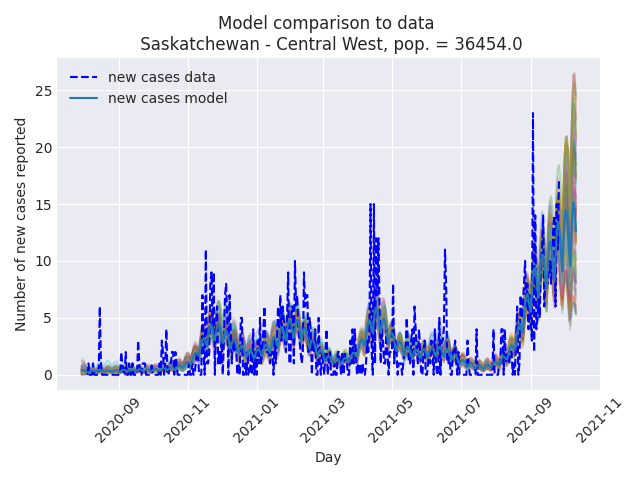 Model comparison to data
Saskatchewan - Central West, pop. = 36454.0
new cases data
new cases model
25
20
15
10
5
0
Number of new cases reported
2020-09
2020-11
2021-01
2021-03
2021-05
2021-07
2021-09
2021-11
Day